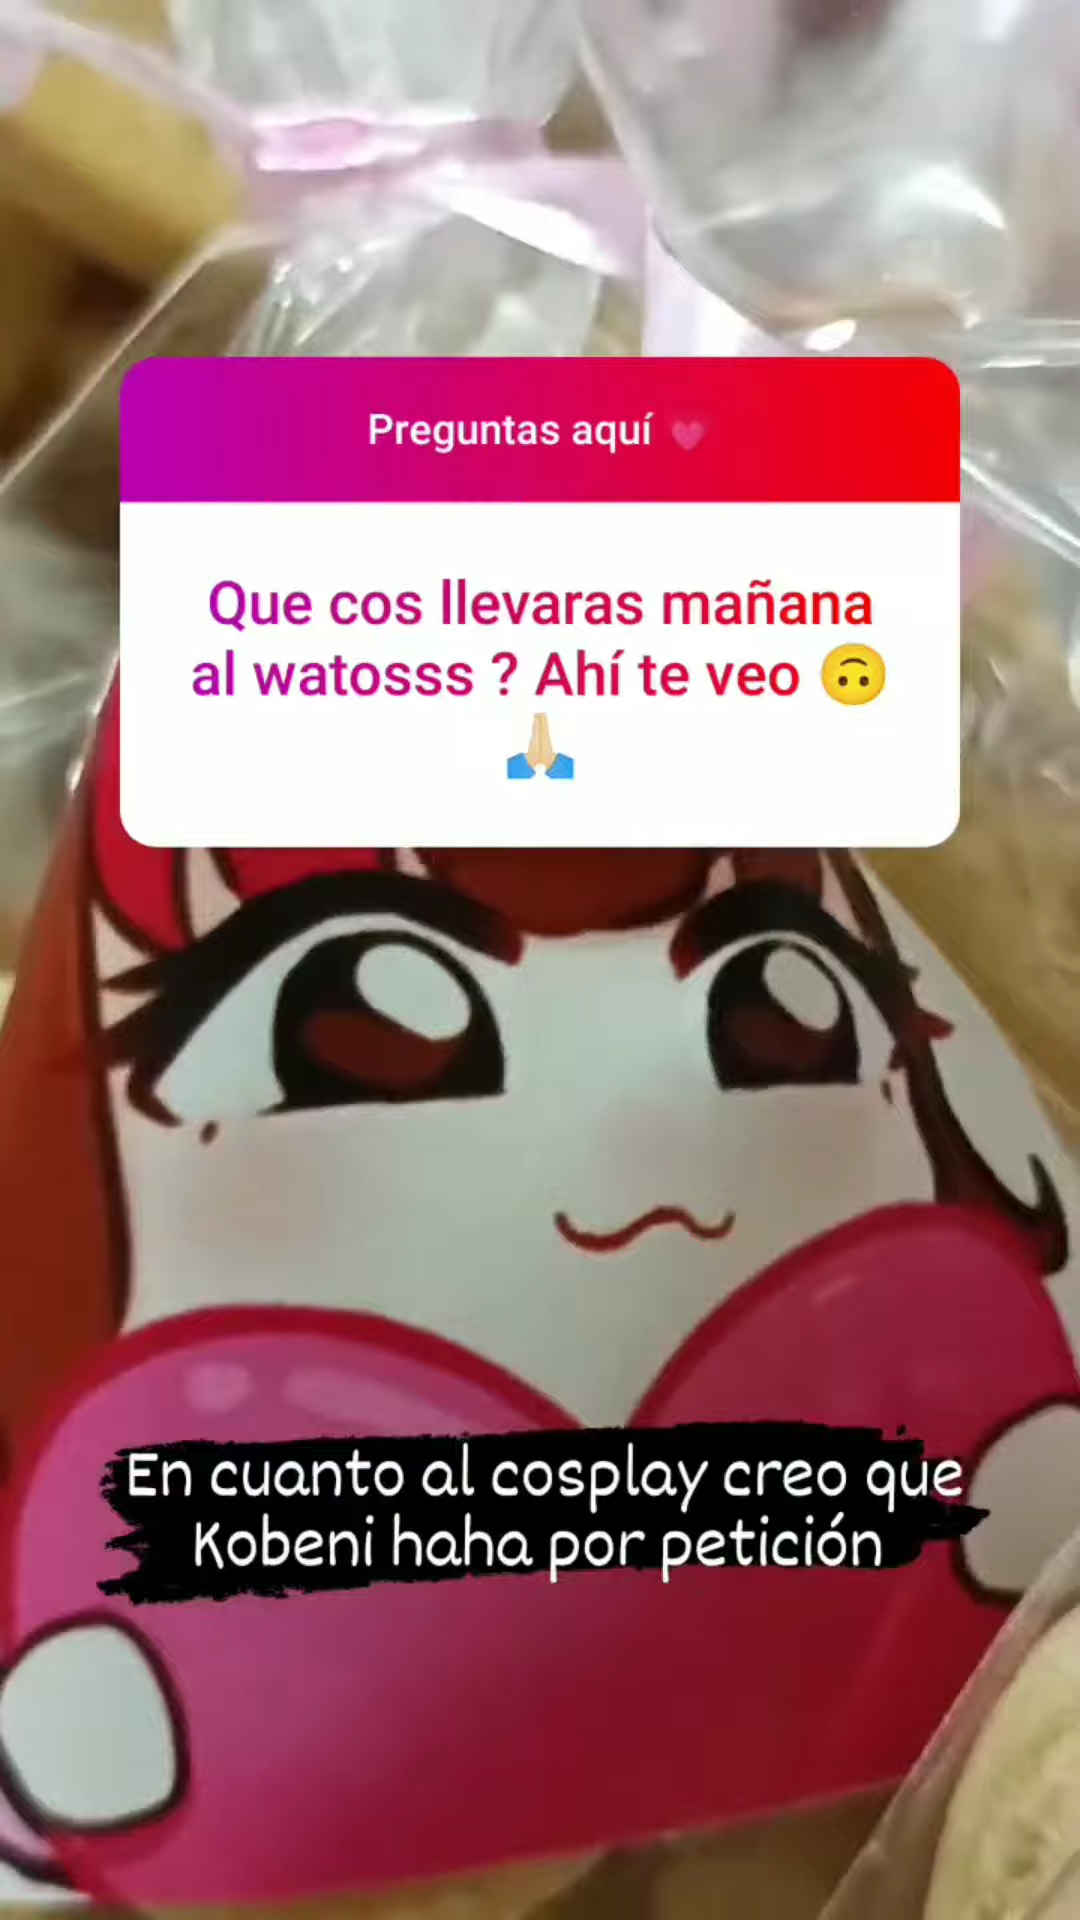 Preguntas aquí 💗
Que cos llevaras mañana
al watosss ? Ahí te veo 🙃
🙏🏼
En cuanto al cosplay creo que
Kobeni haha por petición